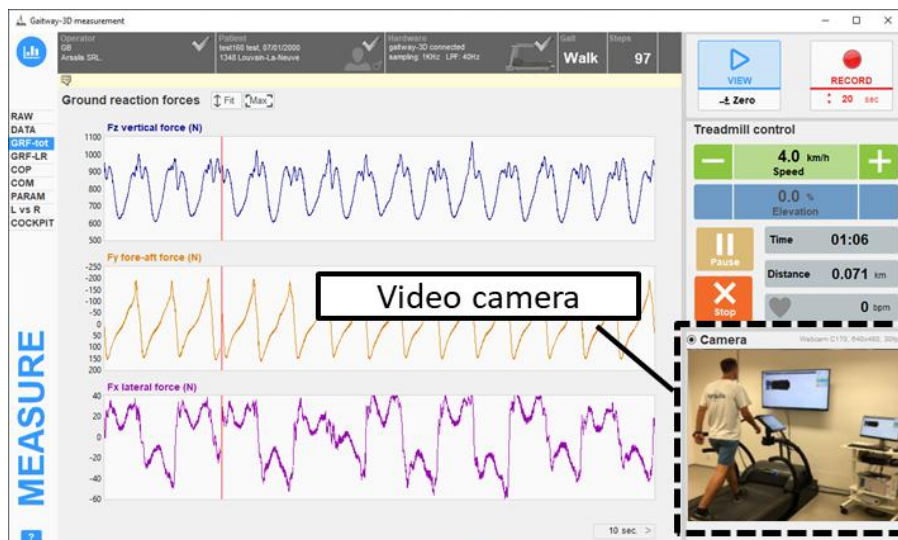 Gaitway-3D measurement
Operator
GB
Arsalis SRL.
Patient
test160 test, 07/01/2000
1348 Louvain-La-Neuve
Hardware
gaitway-3D connected
sampling: 1KHz LPF: 40Hz
Gait
Walk
Steps
97
VIEW
Zero
RECORD
20 sec
Ground reaction forces
Fit
Max
RAW
DATA
GRF-tot
GRF-LR
COP
COM
PARAM
L vs R
COCKPIT
MEASURE
?
Fz vertical force (N)
1100
1000
900
800
700
600
500
Fy fore-aft force (N)
-250
-200
-150
-100
-50
0
50
100
150
200
Fx lateral force (N)
40
20
0
-20
-40
-60
10 sec. >
Video camera
Treadmill control
4.0 km/h
Speed
0.0 %
Elevation
Pause
Time 01:06
Distance 0.071 km
Stop
0 bpm
Camera
Webcam C170, 640x480, 30fps